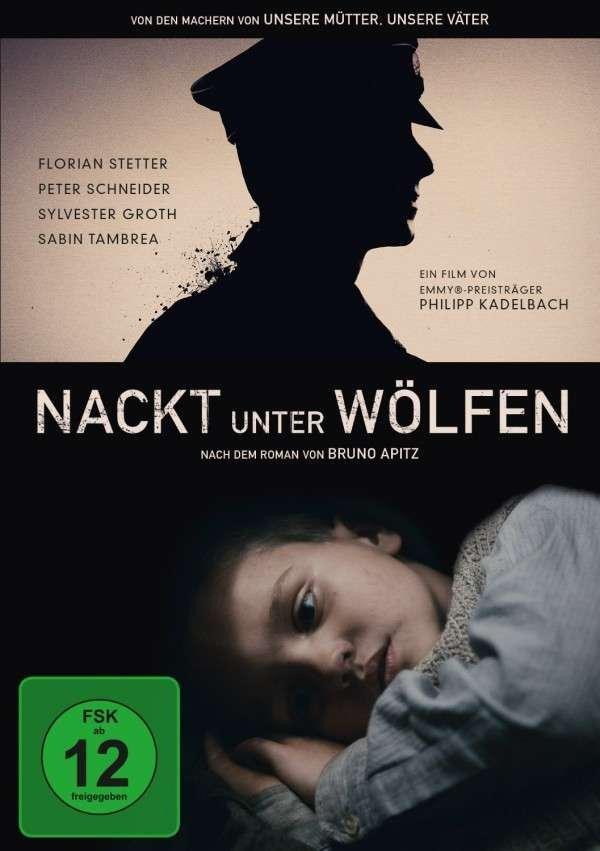 VON DEN MACHERN VON UNSERE MÜTTER, UNSERE VÄTER
FLORIAN STETTER
PETER SCHNEIDER
SYLVESTER GROTH
SABIN TAMBREA
EIN FILM VON
EMMY®-PREISTRÄGER
PHILIPP KADELBACH
NACKT UNTER WÖLFEN
NACH DEM ROMAN VON BRUNO APITZ
FSK
ab
12
freigegeben